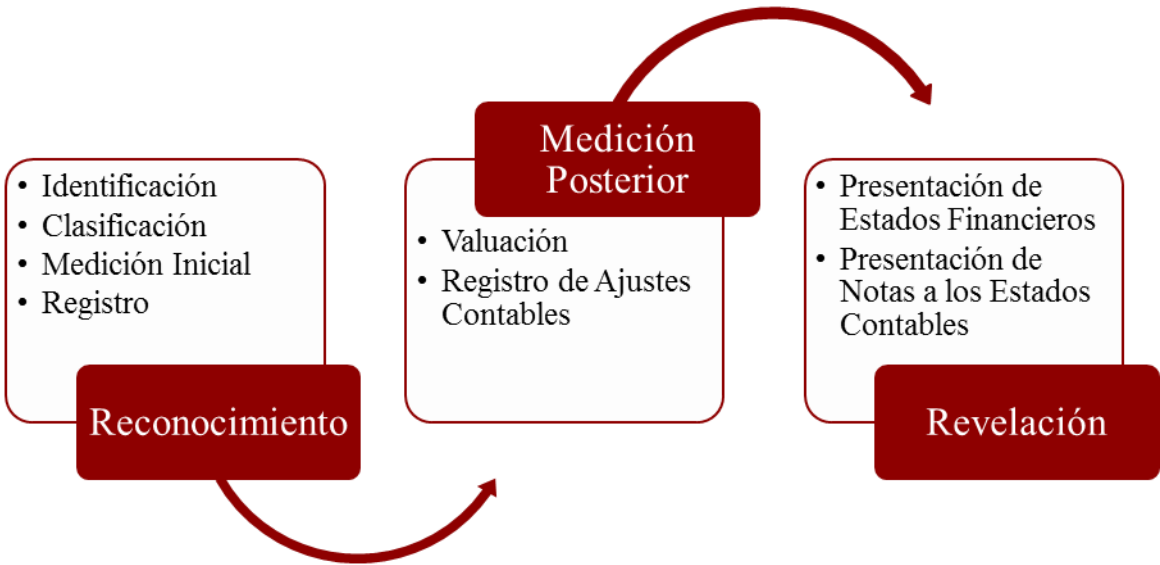 • Identificación
• Clasificación
• Medición Inicial
• Registro
Reconocimiento
Medición
Posterior
• Valuación
• Registro de Ajustes
Contables
• Presentación de
Estados Financieros
• Presentación de
Notas a los Estados
Contables
Revelación